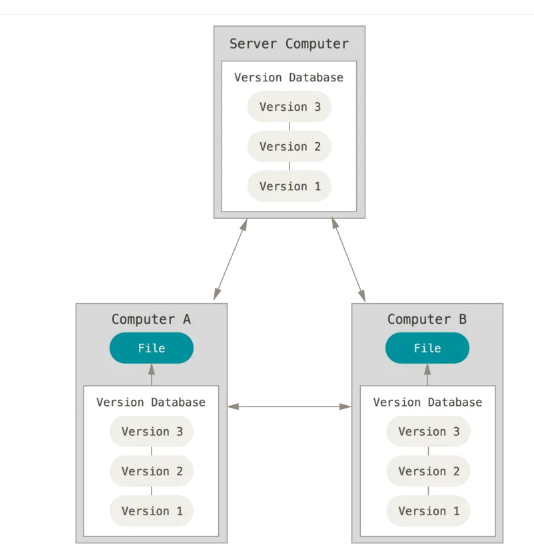 Server Computer
Version Database
Version 3
Version 2
Version 1
Computer A
File
Version Database
Version 3
Version 2
Version 1
Computer B
File
Version Database
Version 3
Version 2
Version 1